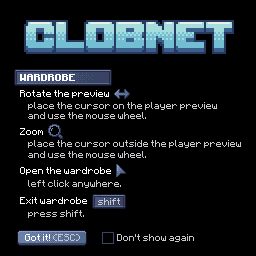 CLOBNET
WARDROBE
Rotate the preview
place the cursor on the player preview
and use the mouse wheel.
Zoom
place the cursor outside the player preview
and use the mouse wheel.
Open the wardrobe
left click anywhere.
Exit wardrobe shift
press shift.
Got it! (ESC) Don't show again